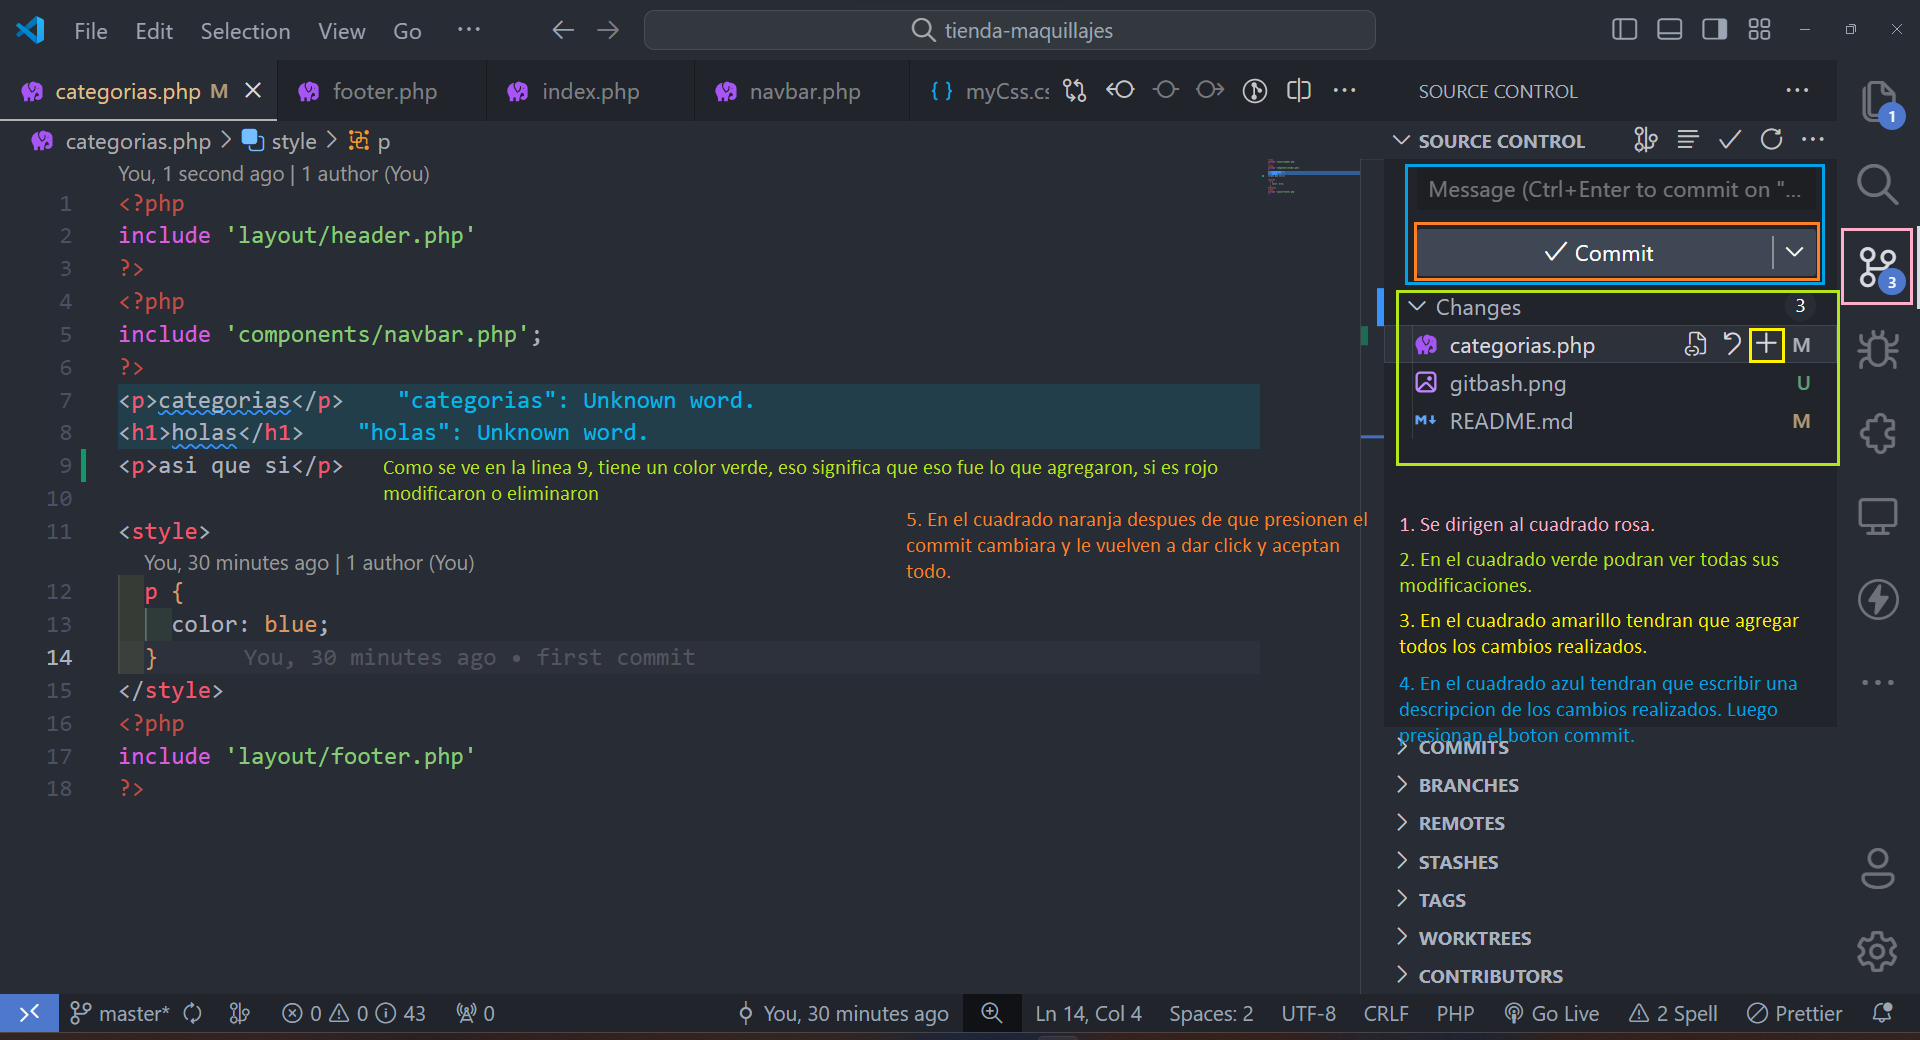 File Edit Selection View Go ··· tienda-maquillajes
categorias.php M footer.php index.php navbar.php {} myCss.cs SOURCE CONTROL
categorias.php > style > p
SOURCE CONTROL
You, 1 second ago | 1 author (You)
1 <?php
2 include 'layout/header.php'
3 ?>
4 <?php
5 include 'components/navbar.php';
6 ?>
7 <p>categorias</p> "categorias": Unknown word.
8 <h1>holas</h1> "holas": Unknown word.
9 <p>asi que si</p>
Como se ve en la linea 9, tiene un color verde, eso significa que eso fue lo que agregaron, si es rojo
modificaron o eliminaron
10
11 <style>
You, 30 minutes ago | 1 author (You)
12 p {
13 color: blue;
14 } You, 30 minutes ago • first commit
15 </style>
16 <?php
17 include 'layout/footer.php'
18 ?>
5. En el cuadrado naranja despues de que presionen el
commit cambiara y le vuelven a dar click y aceptan
todo.
Message (Ctrl+Enter to commit on "...
Commit
Changes 3
categorias.php M
gitbash.png U
README.md M
1. Se dirigen al cuadrado rosa.
2. En el cuadrado verde podran ver todas sus
modificaciones.
3. En el cuadrado amarillo tendran que agregar
todos los cambios realizados.
4. En el cuadrado azul tendran que escribir una
descripcion de los cambios realizados. Luego
presionan el boton commit.
COMMITS
BRANCHES
REMOTES
STASHES
TAGS
WORKTREES
CONTRIBUTORS
1
3
master* 0 0 43 0 You, 30 minutes ago Ln 14, Col 4 Spaces: 2 UTF-8 CRLF PHP Go Live 2 Spell Prettier